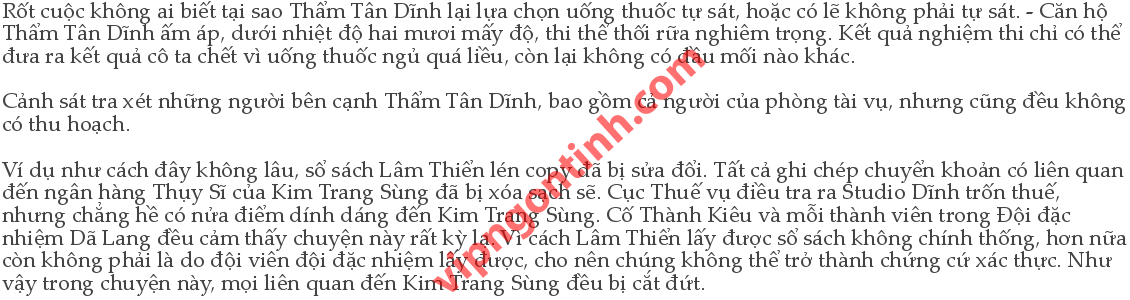 Rốt cuộc không ai biết tại sao Thẩm Tân Dĩnh lại lựa chọn uống thuốc tự sát, hoặc có lẽ không phải tự sát. - Căn hộ
Thẩm Tân Dĩnh ấm áp, dưới nhiệt độ hai mươi mấy độ, thi thể thối rữa nghiêm trọng. Kết quả nghiệm thi chỉ có thể
đưa ra kết quả cô ta chết vì uống thuốc ngủ quá liều, còn lại không có đầu mối nào khác.
Cảnh sát tra xét những người bên cạnh Thẩm Tân Dĩnh, bao gồm cả người của phòng tài vụ, nhưng cũng đều không
có thu hoạch.
Ví dụ như cách đây không lâu, sổ sách Lâm Thiển lén copy đã bị sửa đổi. Tất cả ghi chép chuyển khoản có liên quan
đến ngân hàng Thụy Sĩ của Kim Trang Sùng đã bị xóa sạch sẽ. Cục Thuế vụ điều tra ra Studio Dĩnh trốn thuế,
nhưng chẳng hề có nửa điểm dính dáng đến Kim Trang Sùng. Cố Thành Kiêu và mỗi thành viên trong Đội đặc
nhiệm Dã Lang đều cảm thấy chuyện này rất kỳ lạ. Vì cách Lâm Thiển lấy được sổ sách không chính thống, hơn nữa
còn không phải là do đội viên đội đặc nhiệm lấy được, cho nên chúng không thể trở thành chứng cứ xác thực. Như
vậy trong chuyện này, mọi liên quan đến Kim Trang Sùng đều bị cắt đứt.
vipngontinh.com